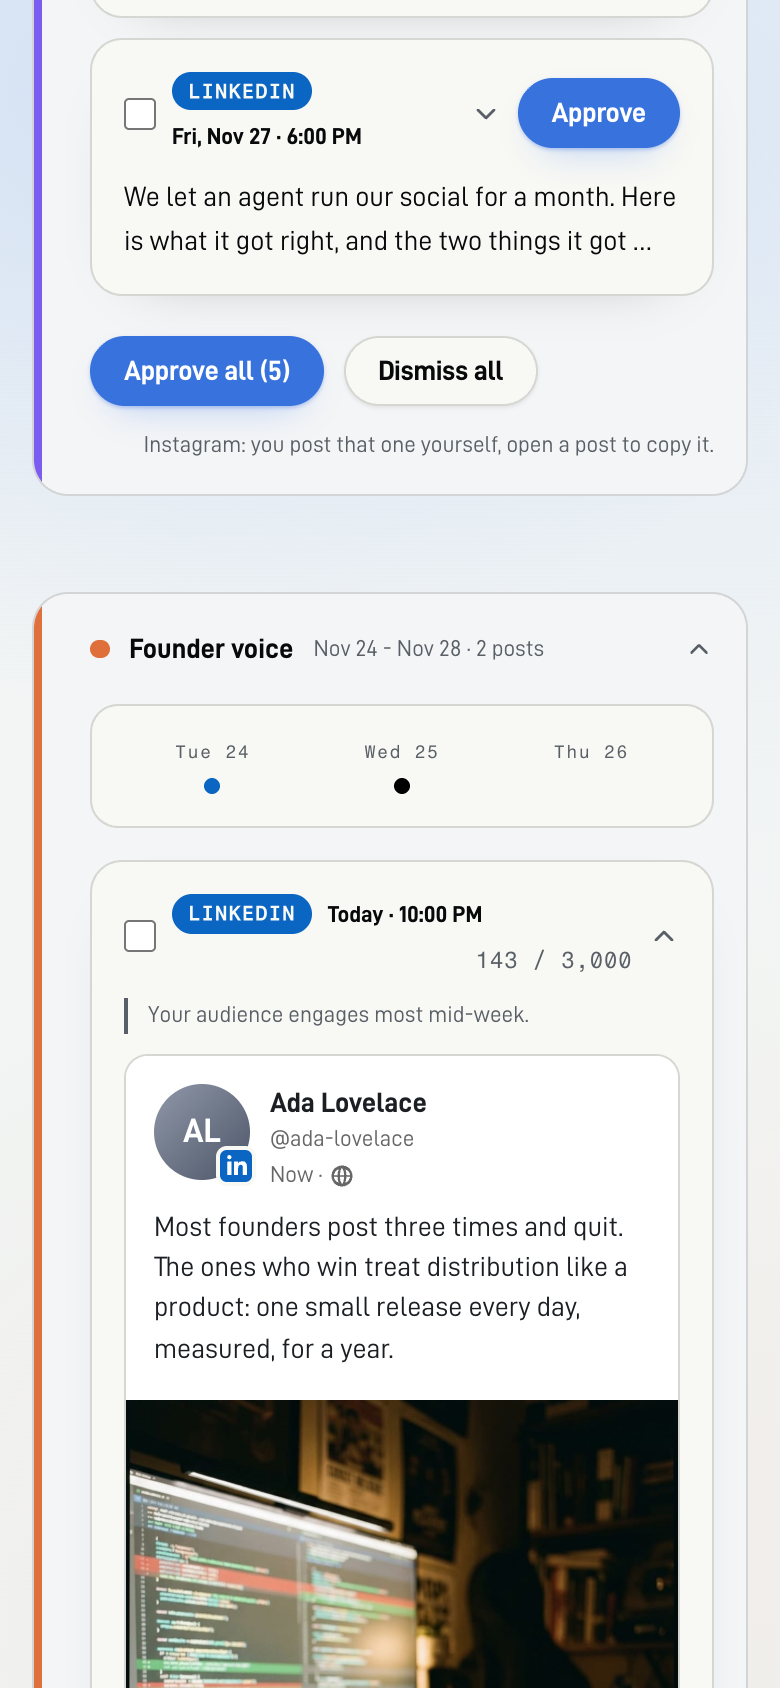 LINKEDIN
Fri, Nov 27 · 6:00 PM
Approve
We let an agent run our social for a month. Here
is what it got right, and the two things it got ...
Approve all (5)
Dismiss all
Instagram: you post that one yourself, open a post to copy it.
Founder voice
Nov 24 - Nov 28 · 2 posts
Tue 24
Wed 25
Thu 26
LINKEDIN
Today · 10:00 PM
143 / 3,000
Your audience engages most mid-week.
AL
in
Ada Lovelace
@ada-lovelace
Now ·
Most founders post three times and quit.
The ones who win treat distribution like a
product: one small release every day,
measured, for a year.